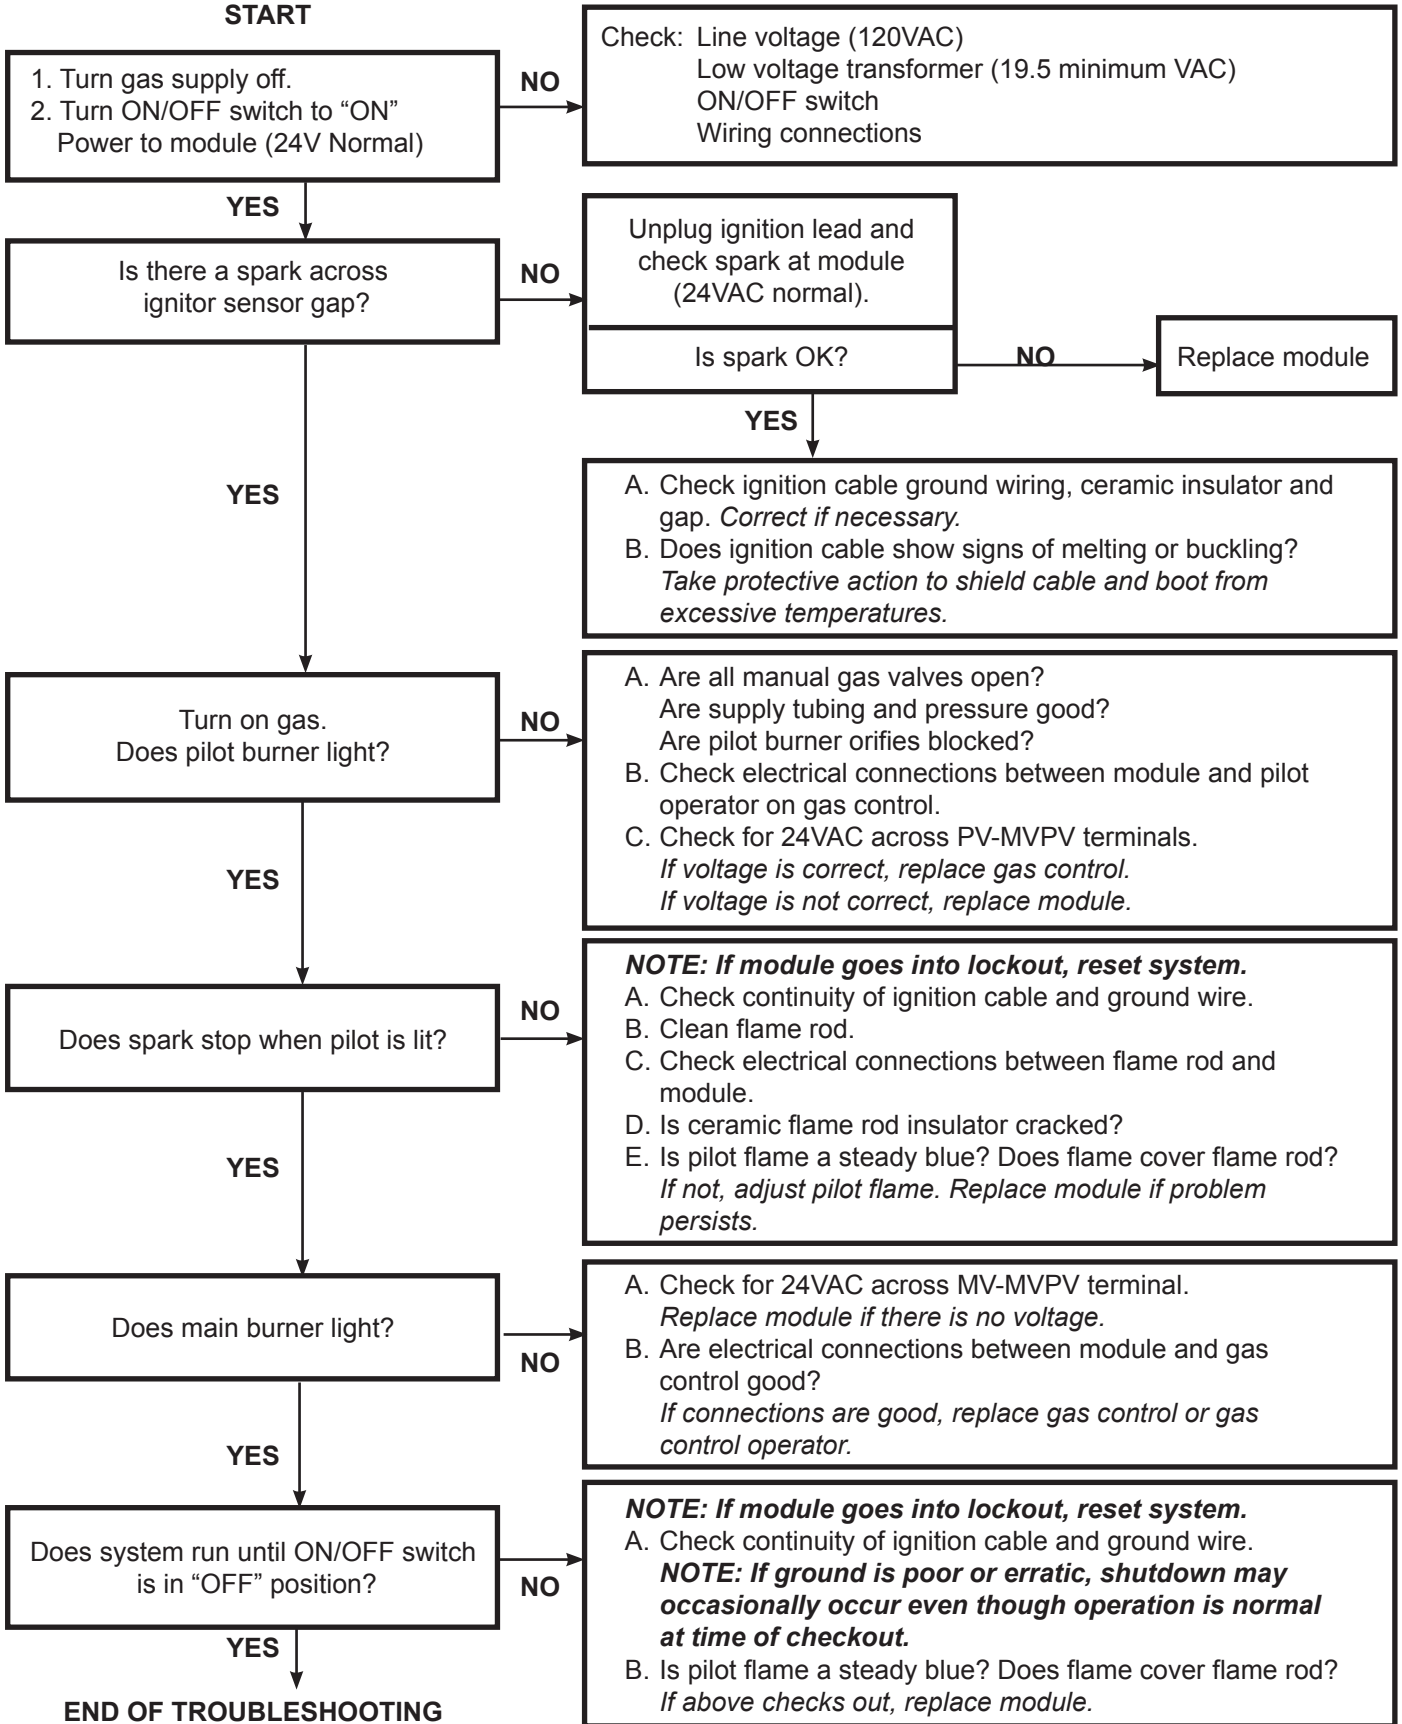 START
1. Turn gas supply off.
2. Turn ON/OFF switch to “ON”
Power to module (24V Normal)
NO
Check: Line voltage (120VAC)
Low voltage transformer (19.5 minimum VAC)
ON/OFF switch
Wiring connections
YES
Is there a spark across
ignitor sensor gap?
NO
Unplug ignition lead and
check spark at module
(24VAC normal).
Is spark OK?
NO
Replace module
YES
A. Check ignition cable ground wiring, ceramic insulator and
gap. Correct if necessary.
B. Does ignition cable show signs of melting or buckling?
Take protective action to shield cable and boot from
excessive temperatures.
YES
Turn on gas.
Does pilot burner light?
NO
A. Are all manual gas valves open?
Are supply tubing and pressure good?
Are pilot burner orifies blocked?
B. Check electrical connections between module and pilot
operator on gas control.
C. Check for 24VAC across PV-MVPV terminals.
If voltage is correct, replace gas control.
If voltage is not correct, replace module.
YES
Does spark stop when pilot is lit?
NO
NOTE: If module goes into lockout, reset system.
A. Check continuity of ignition cable and ground wire.
B. Clean flame rod.
C. Check electrical connections between flame rod and
module.
D. Is ceramic flame rod insulator cracked?
E. Is pilot flame a steady blue? Does flame cover flame rod?
If not, adjust pilot flame. Replace module if problem
persists.
YES
Does main burner light?
NO
A. Check for 24VAC across MV-MVPV terminal.
Replace module if there is no voltage.
B. Are electrical connections between module and gas
control good?
If connections are good, replace gas control or gas
control operator.
YES
Does system run until ON/OFF switch
is in “OFF” position?
NO
NOTE: If module goes into lockout, reset system.
A. Check continuity of ignition cable and ground wire.
NOTE: If ground is poor or erratic, shutdown may
occasionally occur even though operation is normal
at time of checkout.
B. Is pilot flame a steady blue? Does flame cover flame rod?
If above checks out, replace module.
YES
END OF TROUBLESHOOTING